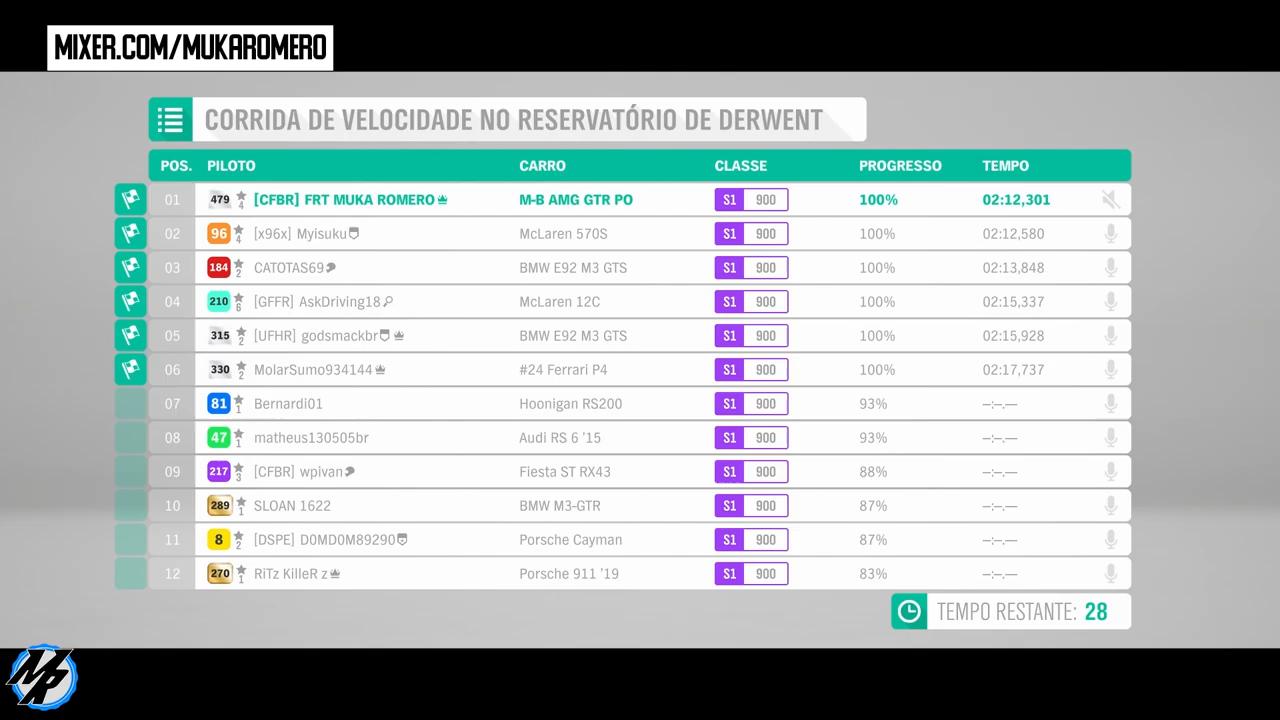 MIXER.COM/MUKAROMERO
CORRIDA DE VELOCIDADE NO RESERVATÓRIO DE DERWENT
POS. PILOTO CARRO CLASSE PROGRESSO TEMPO
01 479 4 [CFBR] FRT MUKA ROMERO M-B AMG GTR PO S1 900 100% 02:12,301
02 96 4 [x96x] Myisuku McLaren 570S S1 900 100% 02:12,580
03 184 2 CATOTAS69 BMW E92 M3 GTS S1 900 100% 02:13,848
04 210 6 [GFFR] AskDriving18 McLaren 12C S1 900 100% 02:15,337
05 315 2 [UFHR] godsmackbr BMW E92 M3 GTS S1 900 100% 02:15,928
06 330 2 MolarSumo934144 #24 Ferrari P4 S1 900 100% 02:17,737
07 81 1 Bernardi01 Hoonigan RS200 S1 900 93% --:--.---
08 47 1 matheus130505br Audi RS 6 '15 S1 900 93% --:--.---
09 217 3 [CFBR] wpivan Fiesta ST RX43 S1 900 88% --:--.---
10 289 1 SLOAN 1622 BMW M3-GTR S1 900 87% --:--.---
11 8 2 [DSPE] D0MD0M89290 Porsche Cayman S1 900 87% --:--.---
12 270 1 RiTz KilleR z Porsche 911 '19 S1 900 83% --:--.---
TEMPO RESTANTE: 28
MR